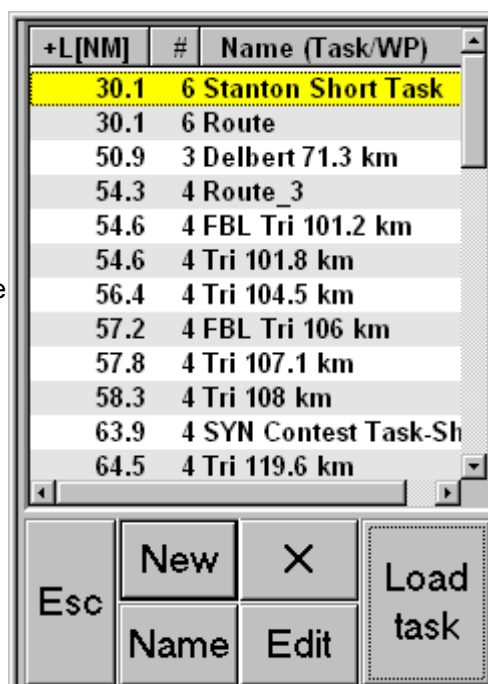 +L[NM] # Name (Task/WP)
30.1 6 Stanton Short Task
30.1 6 Route
50.9 3 Delbert 71.3 km
54.3 4 Route_3
54.6 4 FBL Tri 101.2 km
54.6 4 Tri 101.8 km
e
56.4 4 Tri 104.5 km
57.2 4 FBL Tri 106 km
57.8 4 Tri 107.1 km
58.3 4 Tri 108 km
63.9 4 SYN Contest Task-Sh
64.5 4 Tri 119.6 km
Esc
New
X
Name
Edit
Load
task